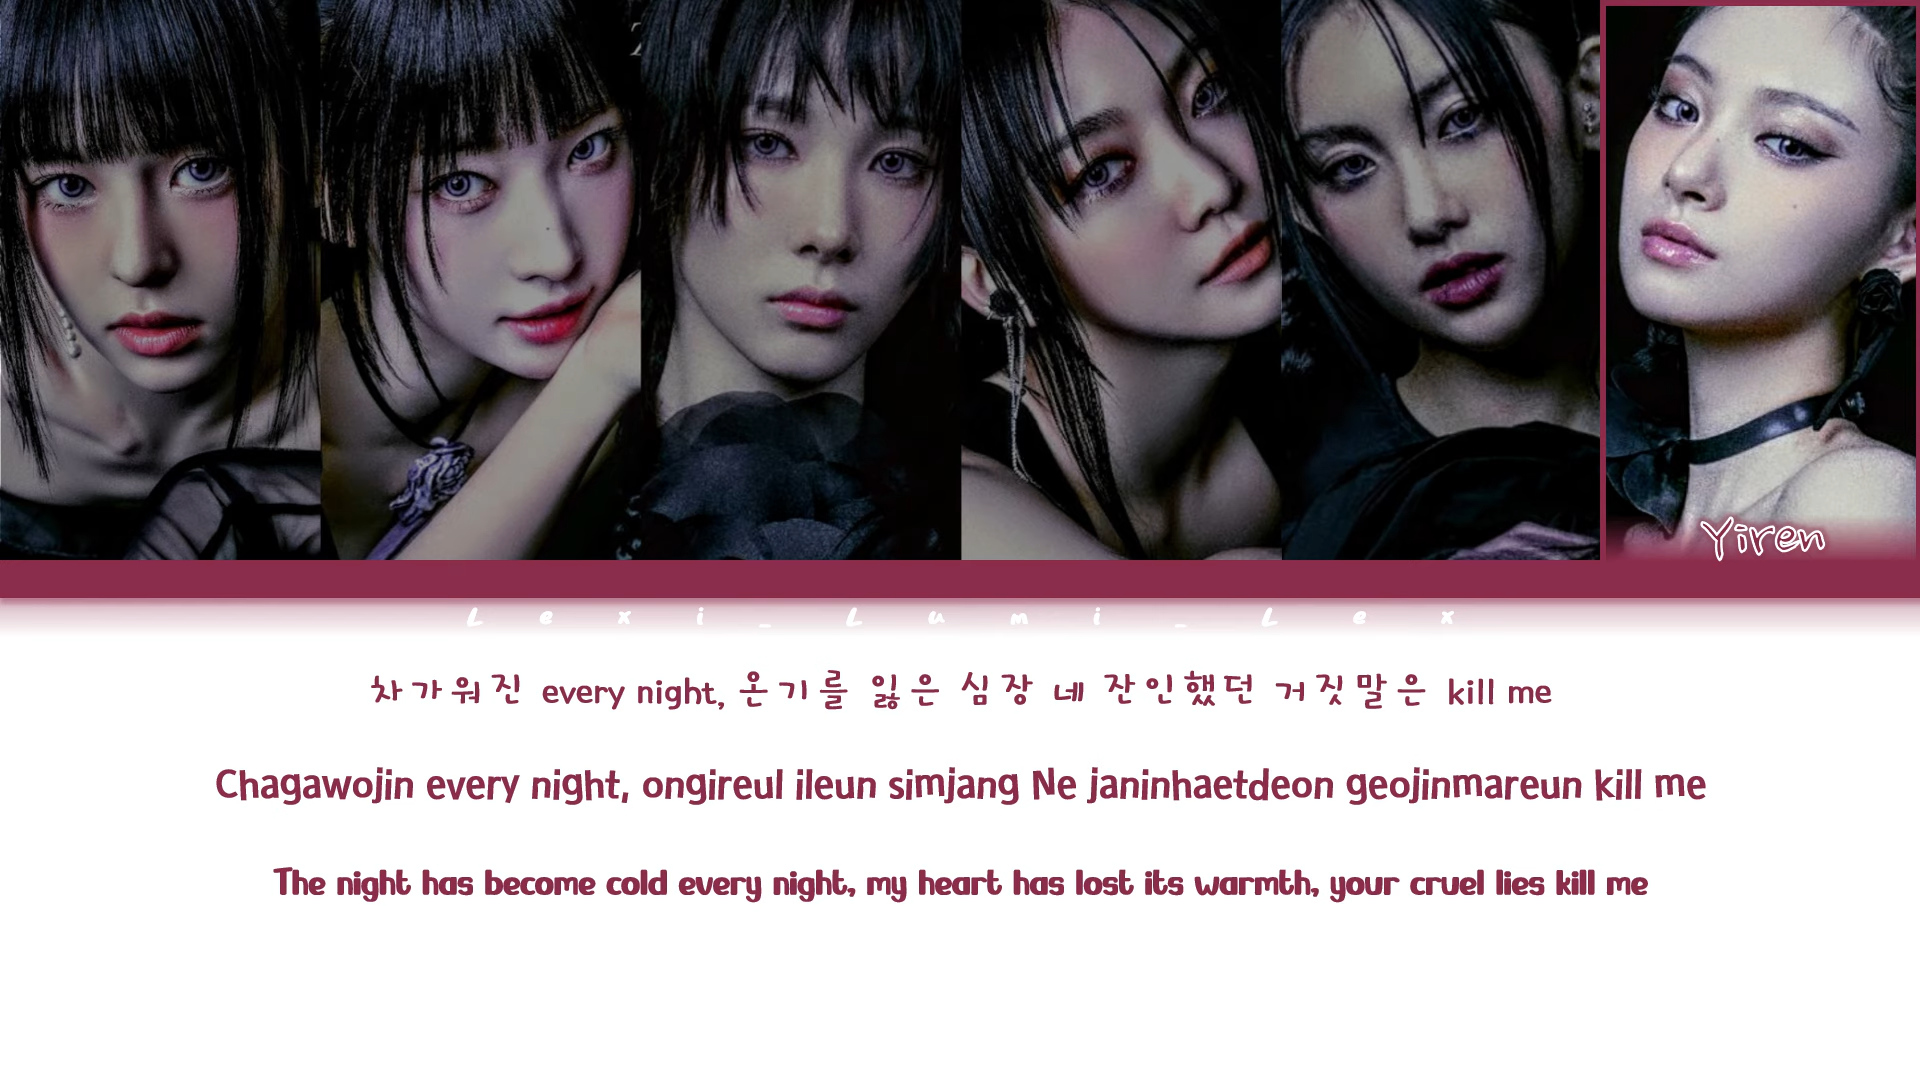 Yiren
Lexi_Lumi_Lex
차가워진 every night, 온기를 잃은 심장 네 잔인했던 거짓말은 kill me
Chagawojin every night, ongireul ileun simjang Ne janinhaetdeon geojinmareun kill me
The night has become cold every night, my heart has lost its warmth, your cruel lies kill me